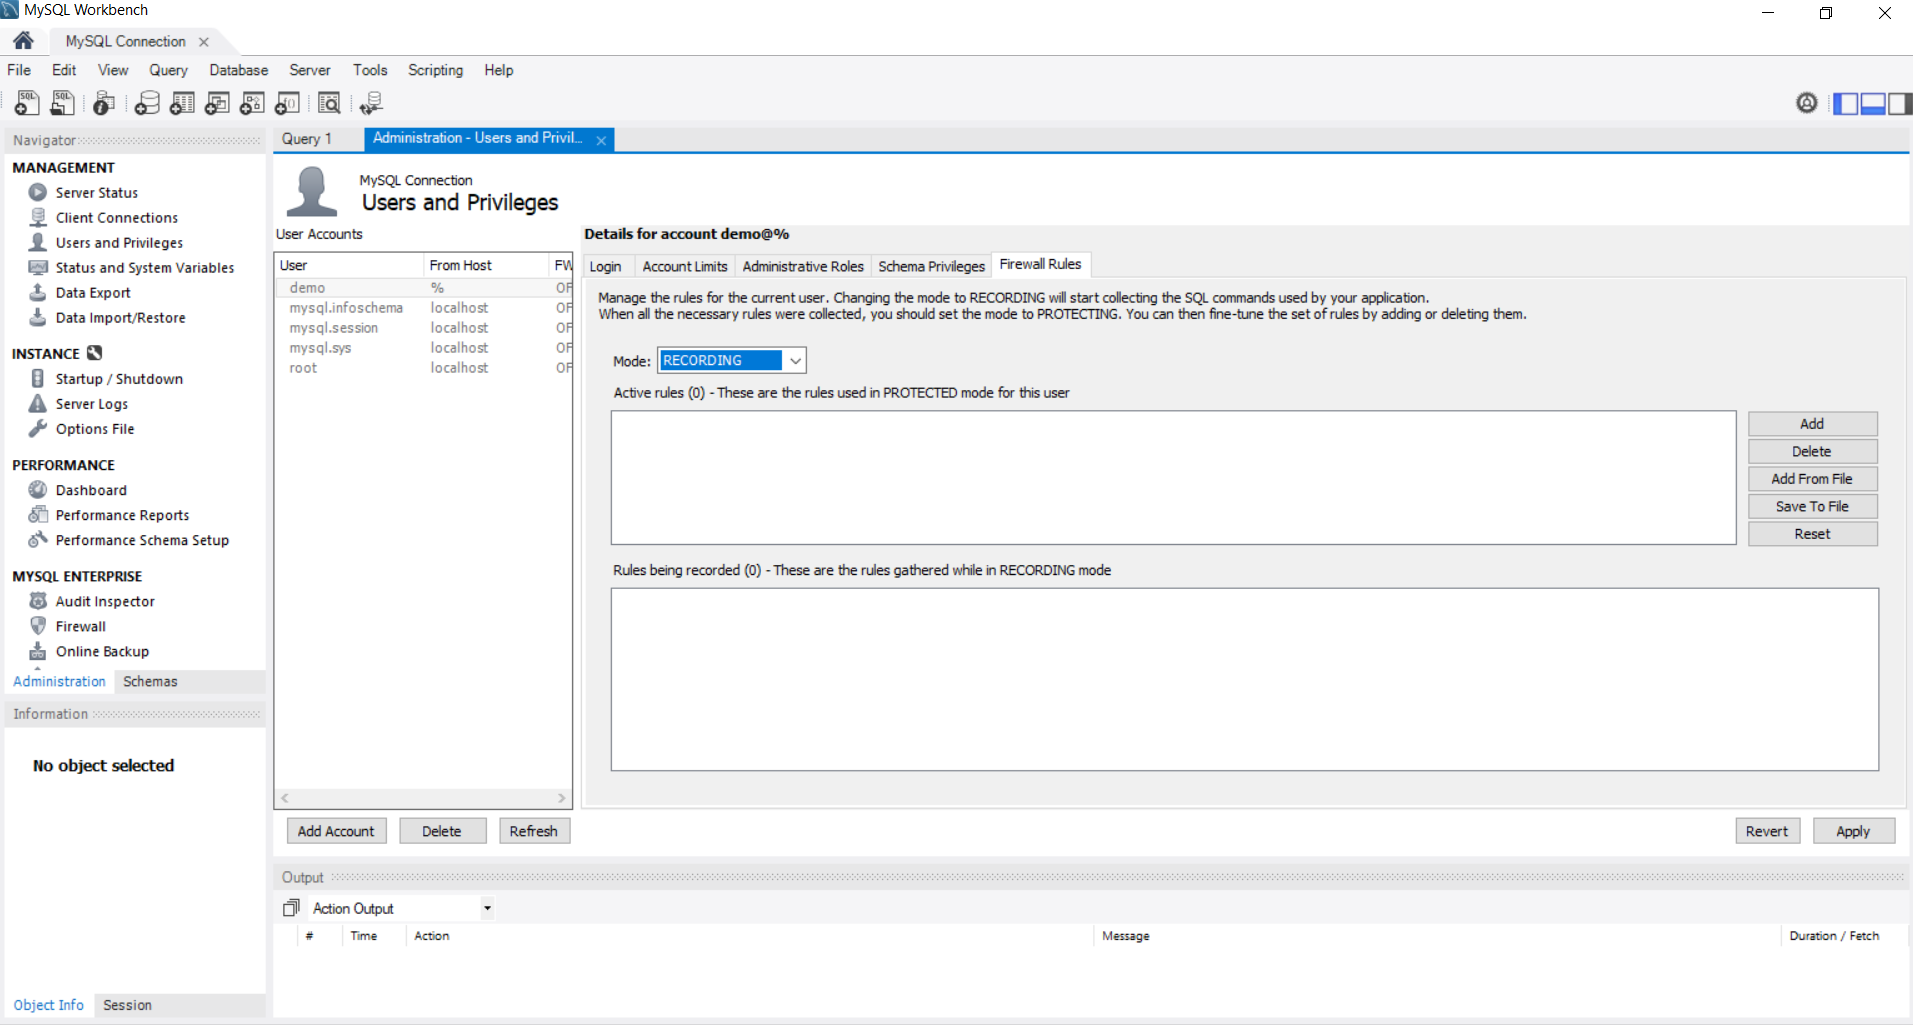 MySQL Workbench
MySQL Connection
File Edit View Query Database Server Tools Scripting Help
SQL SQL
Navigator
MANAGEMENT
Server Status
Client Connections
Users and Privileges
Status and System Variables
Data Export
Data Import/Restore
INSTANCE
Startup / Shutdown
Server Logs
Options File
PERFORMANCE
Dashboard
Performance Reports
Performance Schema Setup
MYSQL ENTERPRISE
Audit Inspector
Firewall
Online Backup
Administration Schemas
Information
No object selected
Object Info Session
Query 1 Administration - Users and Privil...
MySQL Connection
Users and Privileges
User Accounts
User From Host FW
demo % OF
mysql.infoschema localhost OF
mysql.session localhost OF
mysql.sys localhost OF
root localhost OF
Add Account Delete Refresh
Details for account demo@%
Login Account Limits Administrative Roles Schema Privileges Firewall Rules
Manage the rules for the current user. Changing the mode to RECORDING will start collecting the SQL commands used by your application.
When all the necessary rules were collected, you should set the mode to PROTECTING. You can then fine-tune the set of rules by adding or deleting them.
Mode: RECORDING
Active rules (0) - These are the rules used in PROTECTED mode for this user
Add
Delete
Add From File
Save To File
Reset
Rules being recorded (0) - These are the rules gathered while in RECORDING mode
Revert Apply
Output
Action Output
# Time Action Message Duration / Fetch